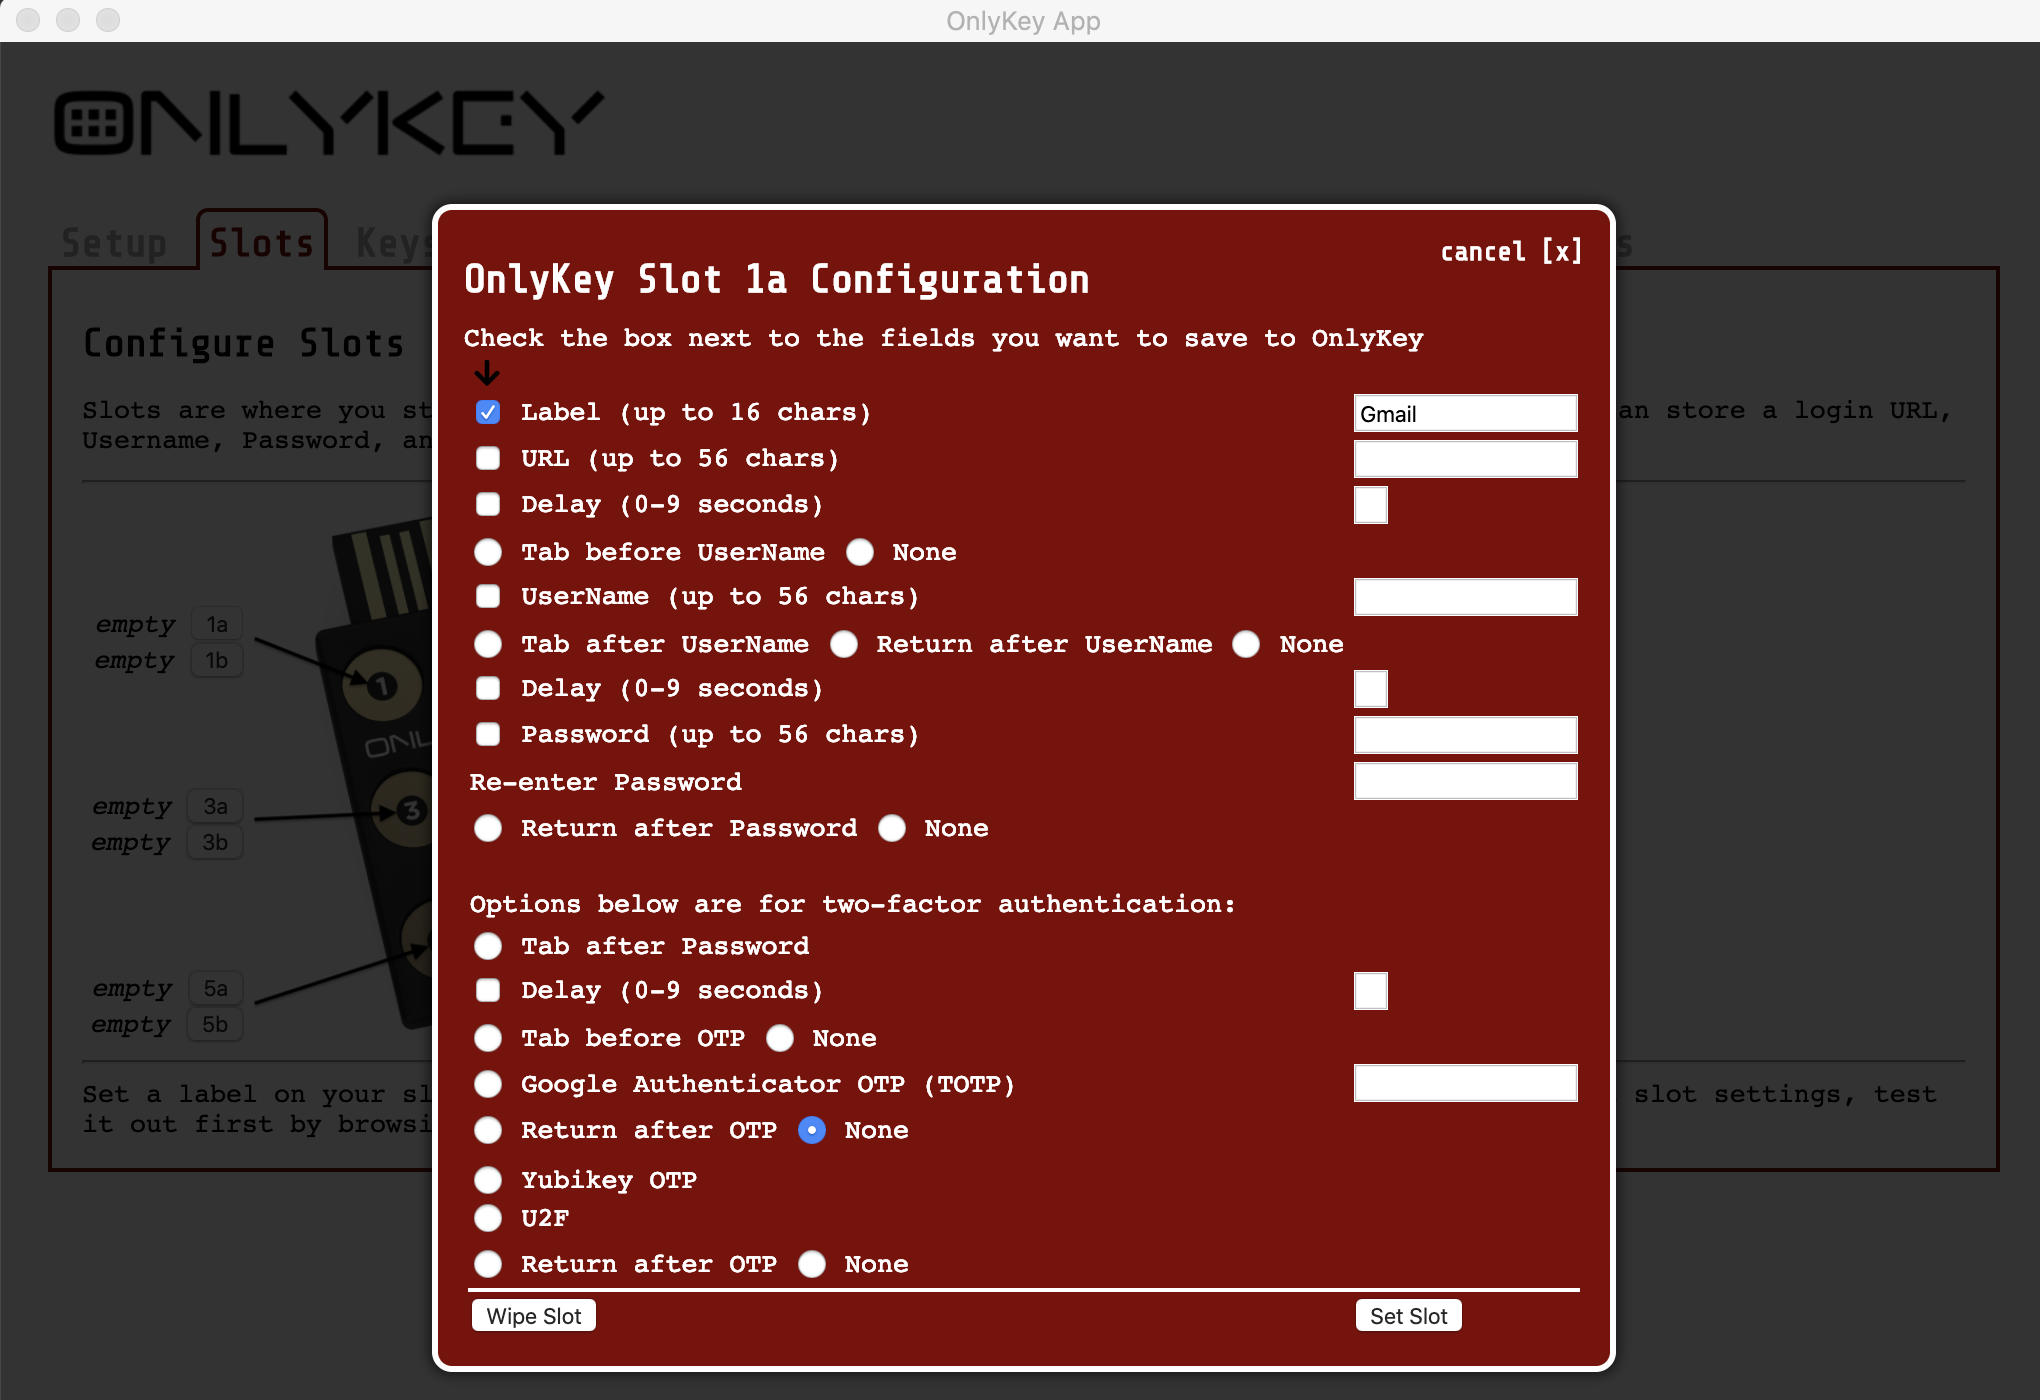 OnlyKey App
ONLYKEY
Setup Slots Keys
cancel [x]
OnlyKey Slot 1a Configuration
Check the box next to the fields you want to save to OnlyKey
Label (up to 16 chars) Gmail
URL (up to 56 chars)
Delay (0-9 seconds)
Tab before UserName None
UserName (up to 56 chars)
Tab after UserName Return after UserName None
Delay (0-9 seconds)
Password (up to 56 chars)
Re-enter Password
Return after Password None
Options below are for two-factor authentication:
Tab after Password
Delay (0-9 seconds)
Tab before OTP None
Google Authenticator OTP (TOTP)
Return after OTP None
Yubikey OTP
U2F
Return after OTP None
Wipe Slot Set Slot
Configure Slots
Slots are where you st an store a login URL,
Username, Password, an
empty 1a
empty 1b
1
ONL
empty 3a
3
empty 3b
empty 5a
empty 5b
Set a label on your sl slot settings, test
it out first by browsi